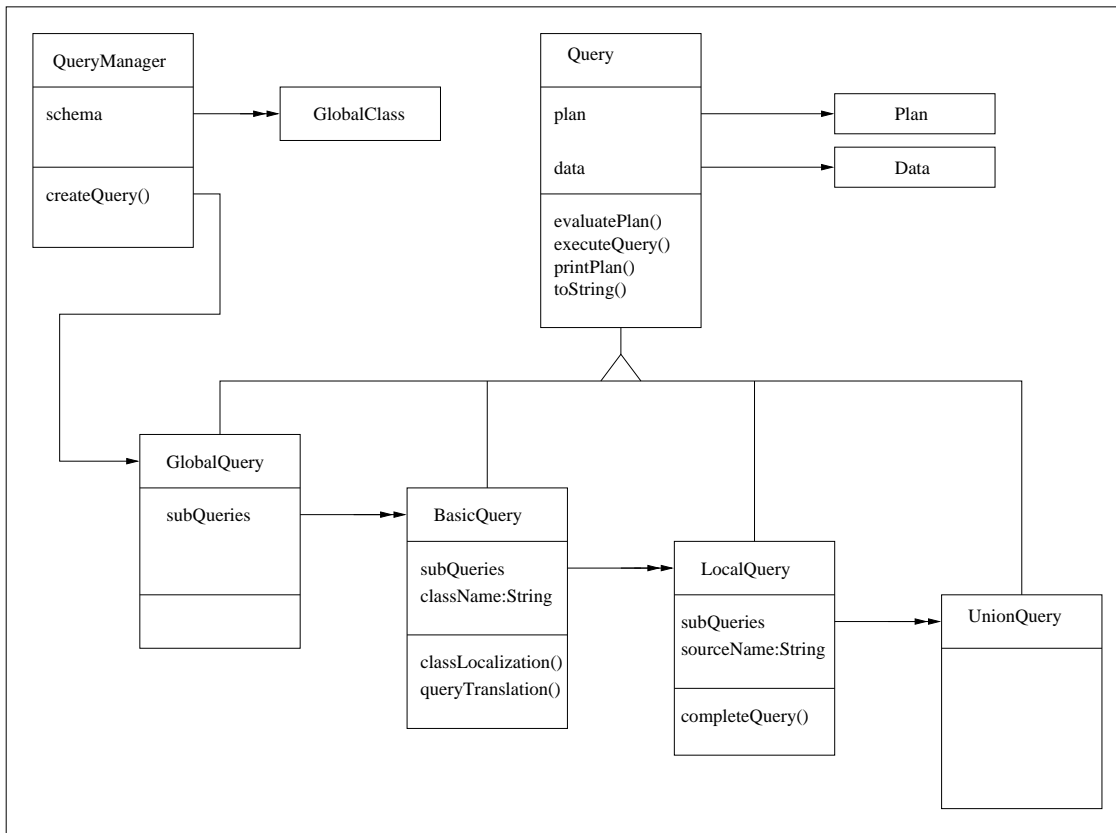 QueryManager
schema
createQuery()
GlobalClass
Query
plan
data
evaluatePlan()
executeQuery()
printPlan()
toString()
Plan
Data
GlobalQuery
subQueries
BasicQuery
subQueries
className:String
classLocalization()
queryTranslation()
LocalQuery
subQueries
sourceName:String
completeQuery()
UnionQuery